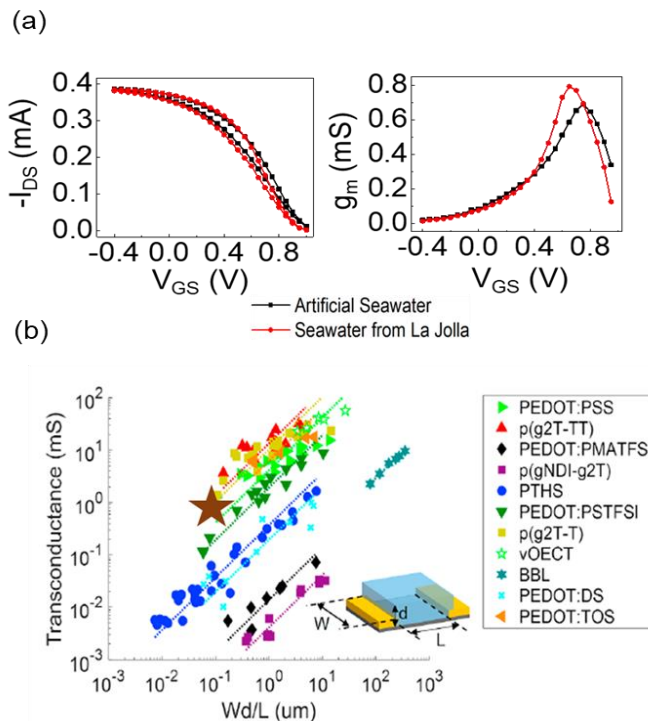 (a)
-I_DS (mA)
0.4
0.3
0.2
0.1
0.0
-0.4 0.0 0.4 0.8
V_GS (V)
g_m (mS)
0.8
0.6
0.4
0.2
0.0
-0.4 0.0 0.4 0.8
V_GS (V)
Artificial Seawater
Seawater from La Jolla
(b)
Transconductance (mS)
10^2
10^1
10^0
10^-1
10^-2
10^-3
10^-3 10^-2 10^-1 10^0 10^1 10^2 10^3
Wd/L (um)
W
d
L
PEDOT:PSS
p(g2T-TT)
PEDOT:PMATFS
p(gNDI-g2T)
PTHS
PEDOT:PSTFSI
p(g2T-T)
vOECT
BBL
PEDOT:DS
PEDOT:TOS